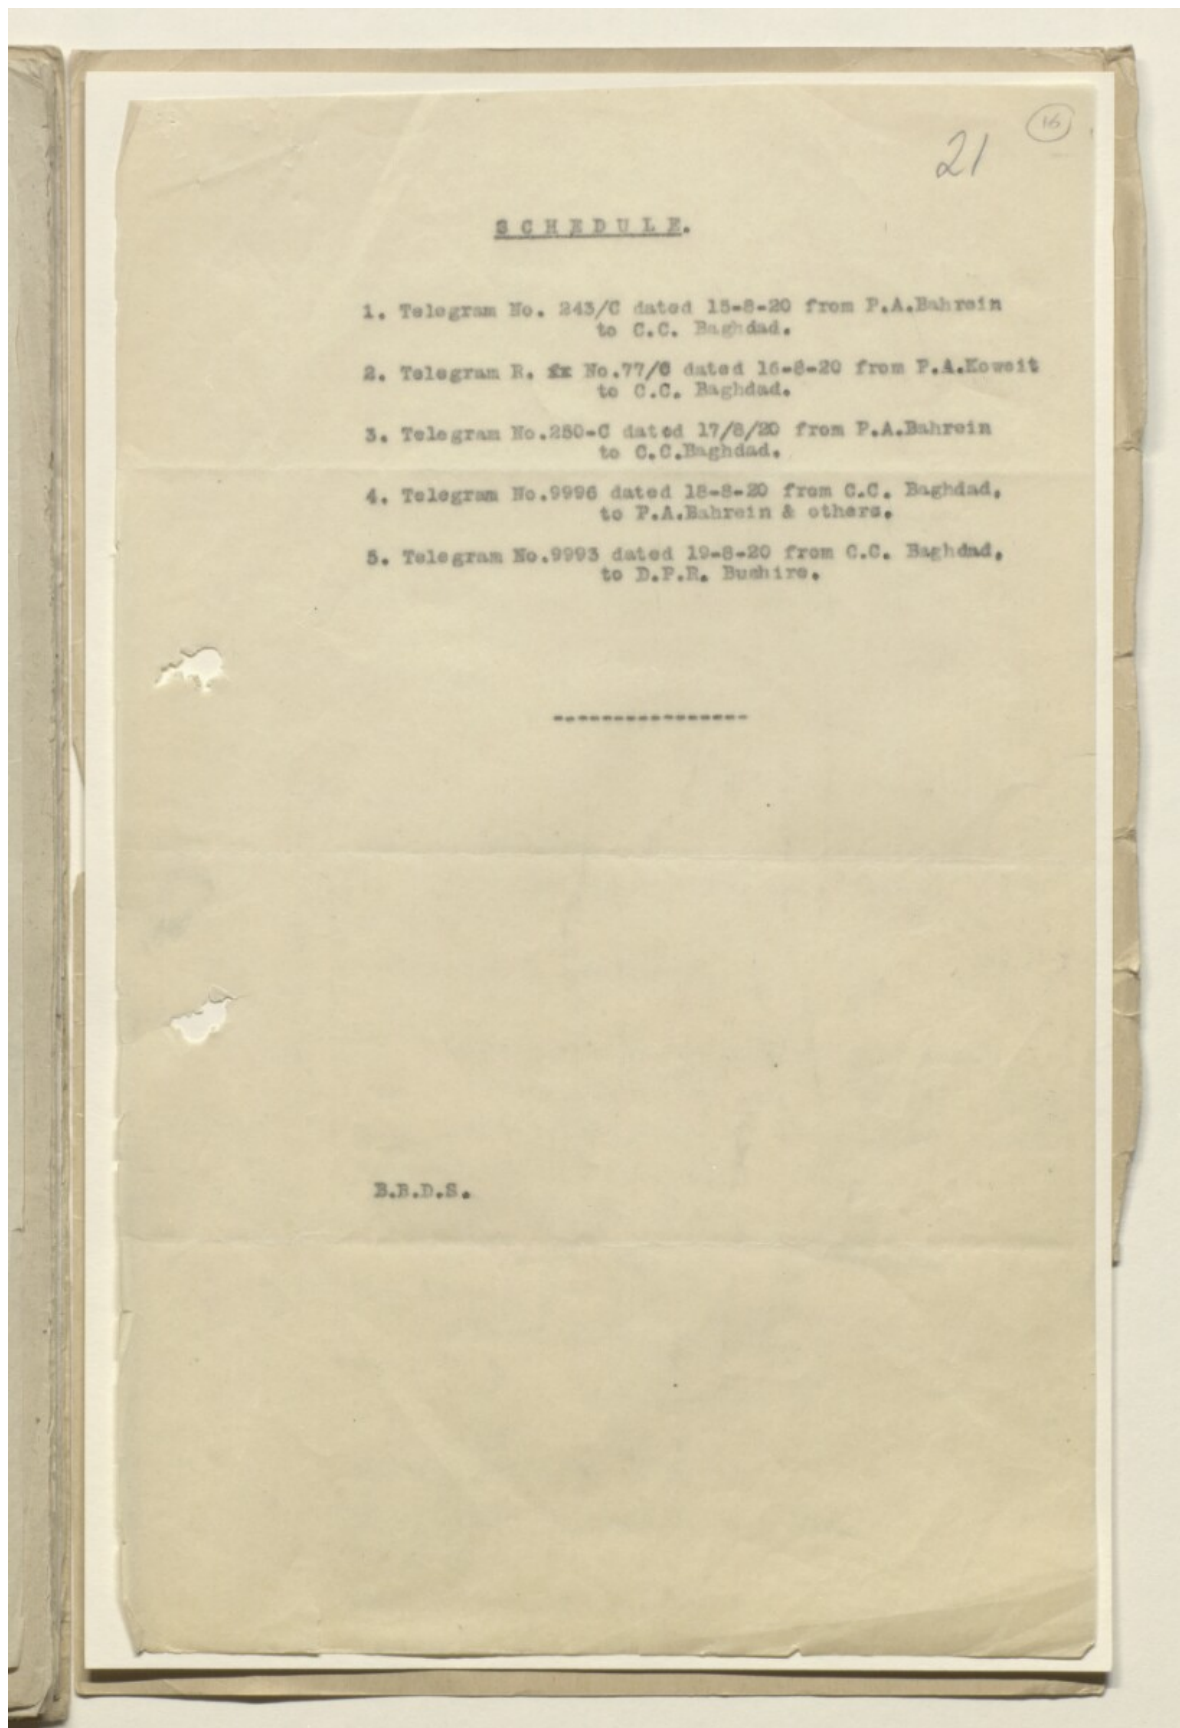 16
21
SCHEDULE.
1. Telegram No. 243/C dated 15-8-20 from P.A.Bahrein
to C.C. Baghdad.
2. Telegram R. fx No.77/C dated 16-8-20 from P.A.Koweit
to C.C. Baghdad.
3. Telegram No.250-C dated 17/8/20 from P.A.Bahrein
to C.C.Baghdad.
4. Telegram No.9996 dated 18-8-20 from C.C. Baghdad,
to P.A.Bahrein & others.
5. Telegram No.9993 dated 19-8-20 from C.C. Baghdad,
to D.P.R. Bushire.
----------------
B.B.D.S.